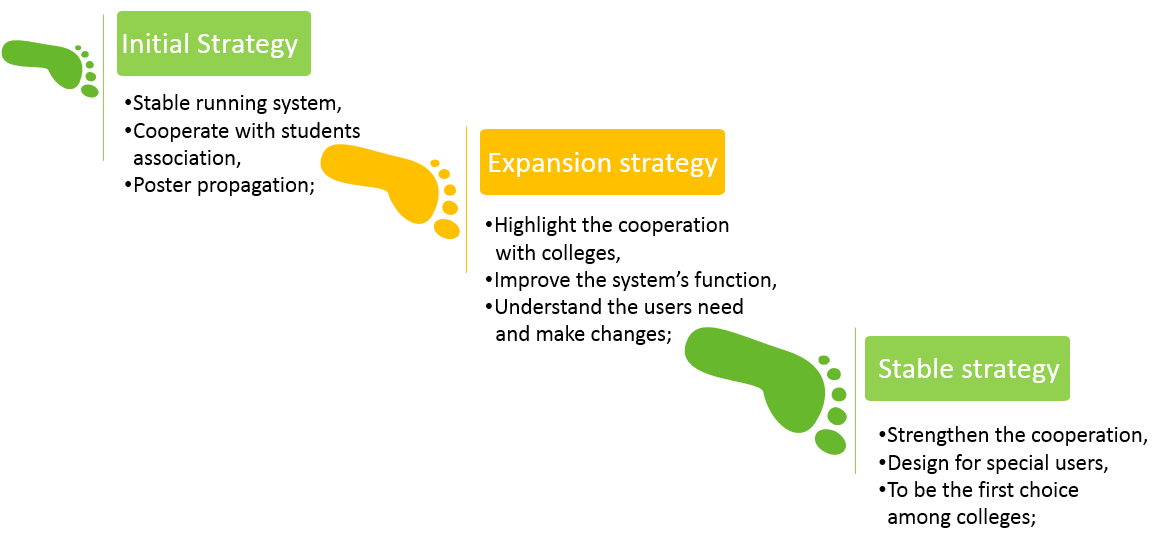 Initial Strategy
•Stable running system,
•Cooperate with students
association,
•Poster propagation;
Expansion strategy
•Highlight the cooperation
with colleges,
•Improve the system’s function,
•Understand the users need
and make changes;
Stable strategy
•Strengthen the cooperation,
•Design for special users,
•To be the first choice
among colleges;